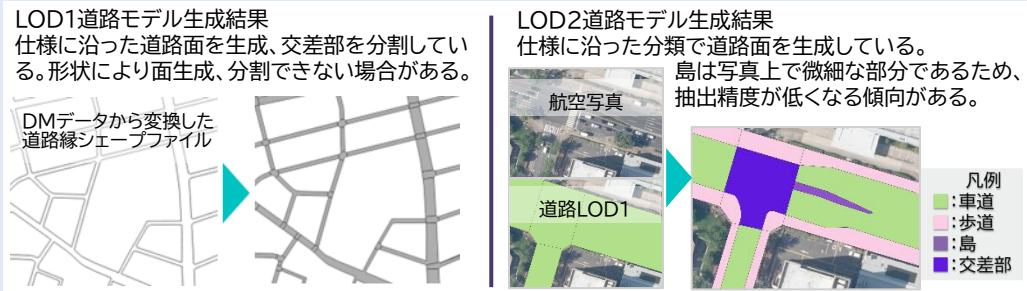 LOD1道路モデル生成結果
仕様に沿った道路面を生成、交差部を分割してい
る。形状により面生成、分割できない場合がある。
DMデータから変換した
道路縁シェープファイル
LOD2道路モデル生成結果
仕様に沿った分類で道路面を生成している。
島は写真上で微細な部分であるため、
抽出精度が低くなる傾向がある。
航空写真
道路LOD1
凡例
:車道
:歩道
:島
:交差部